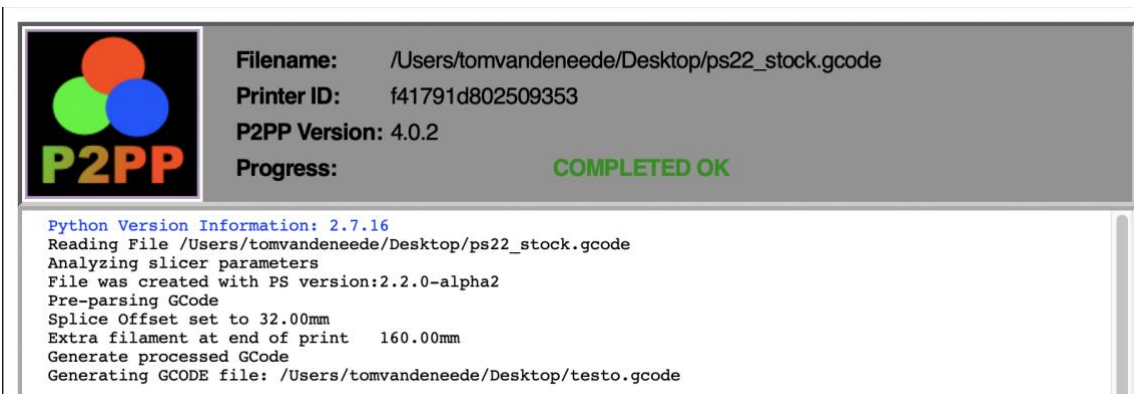 P2PP
Filename: /Users/tomvandeneede/Desktop/ps22_stock.gcode
Printer ID: f41791d802509353
P2PP Version: 4.0.2
Progress: COMPLETED OK
Python Version Information: 2.7.16
Reading File /Users/tomvandeneede/Desktop/ps22_stock.gcode
Analyzing slicer parameters
File was created with PS version:2.2.0-alpha2
Pre-parsing GCode
Splice Offset set to 32.00mm
Extra filament at end of print   160.00mm
Generate processed GCode
Generating GCODE file: /Users/tomvandeneede/Desktop/testo.gcode